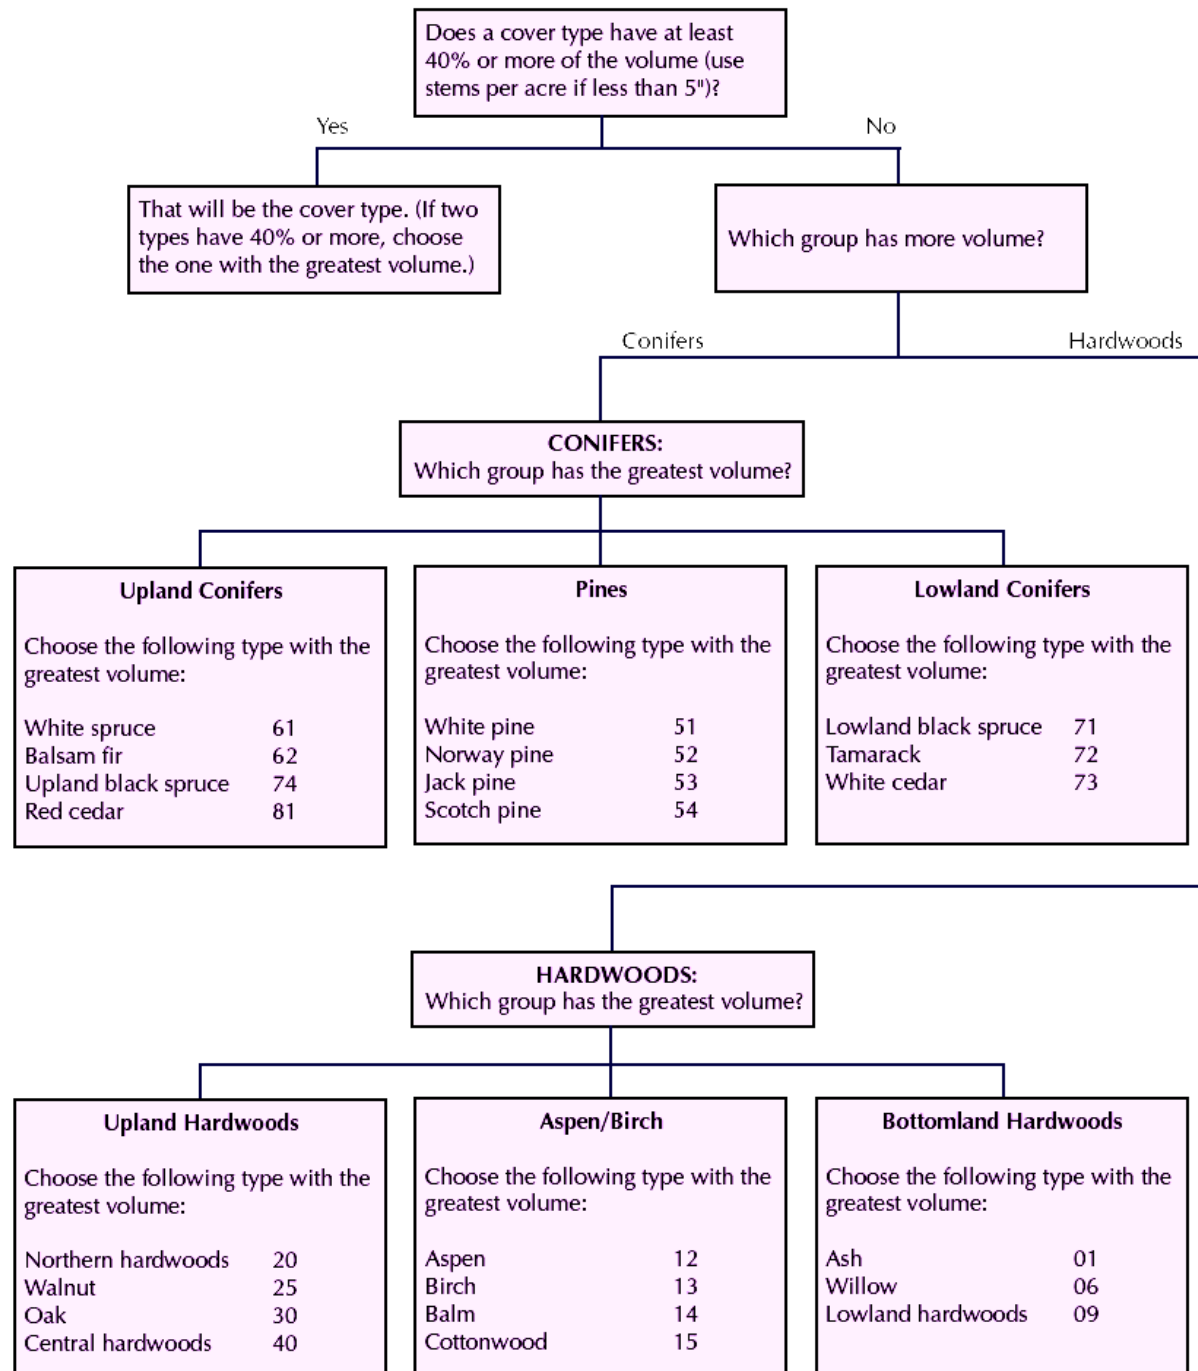 Does a cover type have at least
40% or more of the volume (use
stems per acre if less than 5")?
Yes
No
That will be the cover type. (If two
types have 40% or more, choose
the one with the greatest volume.)
Which group has more volume?
Conifers
Hardwoods
CONIFERS:
Which group has the greatest volume?
Upland Conifers
Choose the following type with the
greatest volume:
White spruce 61
Balsam fir 62
Upland black spruce 74
Red cedar 81
Pines
Choose the following type with the
greatest volume:
White pine 51
Norway pine 52
Jack pine 53
Scotch pine 54
Lowland Conifers
Choose the following type with the
greatest volume:
Lowland black spruce 71
Tamarack 72
White cedar 73
HARDWOODS:
Which group has the greatest volume?
Upland Hardwoods
Choose the following type with the
greatest volume:
Northern hardwoods 20
Walnut 25
Oak 30
Central hardwoods 40
Aspen/Birch
Choose the following type with the
greatest volume:
Aspen 12
Birch 13
Balm 14
Cottonwood 15
Bottomland Hardwoods
Choose the following type with the
greatest volume:
Ash 01
Willow 06
Lowland hardwoods 09